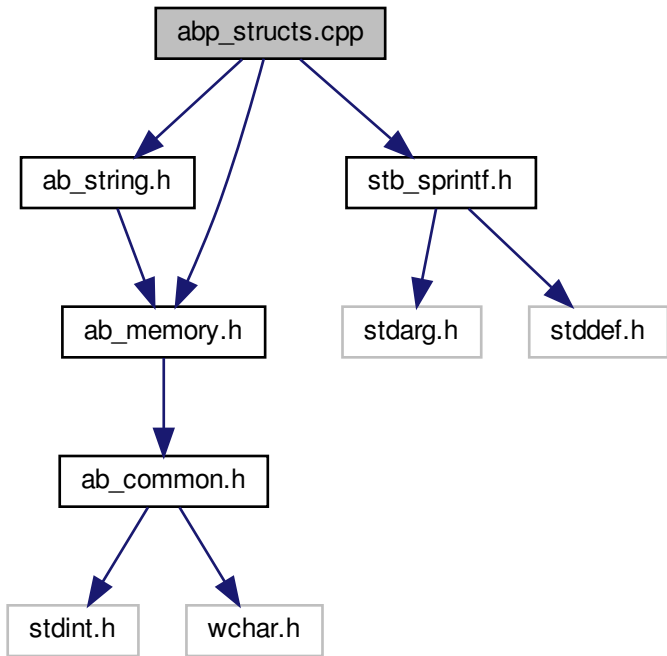 abp_structs.cpp
ab_string.h
stb_sprintf.h
ab_memory.h
stdarg.h
stddef.h
ab_common.h
stdint.h
wchar.h